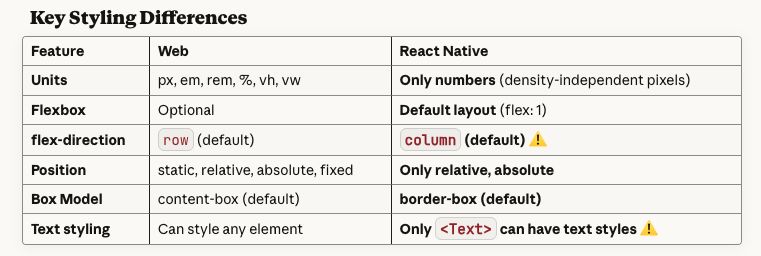 Key Styling Differences
Feature Web React Native
Units px, em, rem, %, vh, vw Only numbers (density-independent pixels)
Flexbox Optional Default layout (flex: 1)
flex-direction row (default) column (default) ⚠️
Position static, relative, absolute, fixed Only relative, absolute
Box Model content-box (default) border-box (default)
Text styling Can style any element Only <Text> can have text styles ⚠️